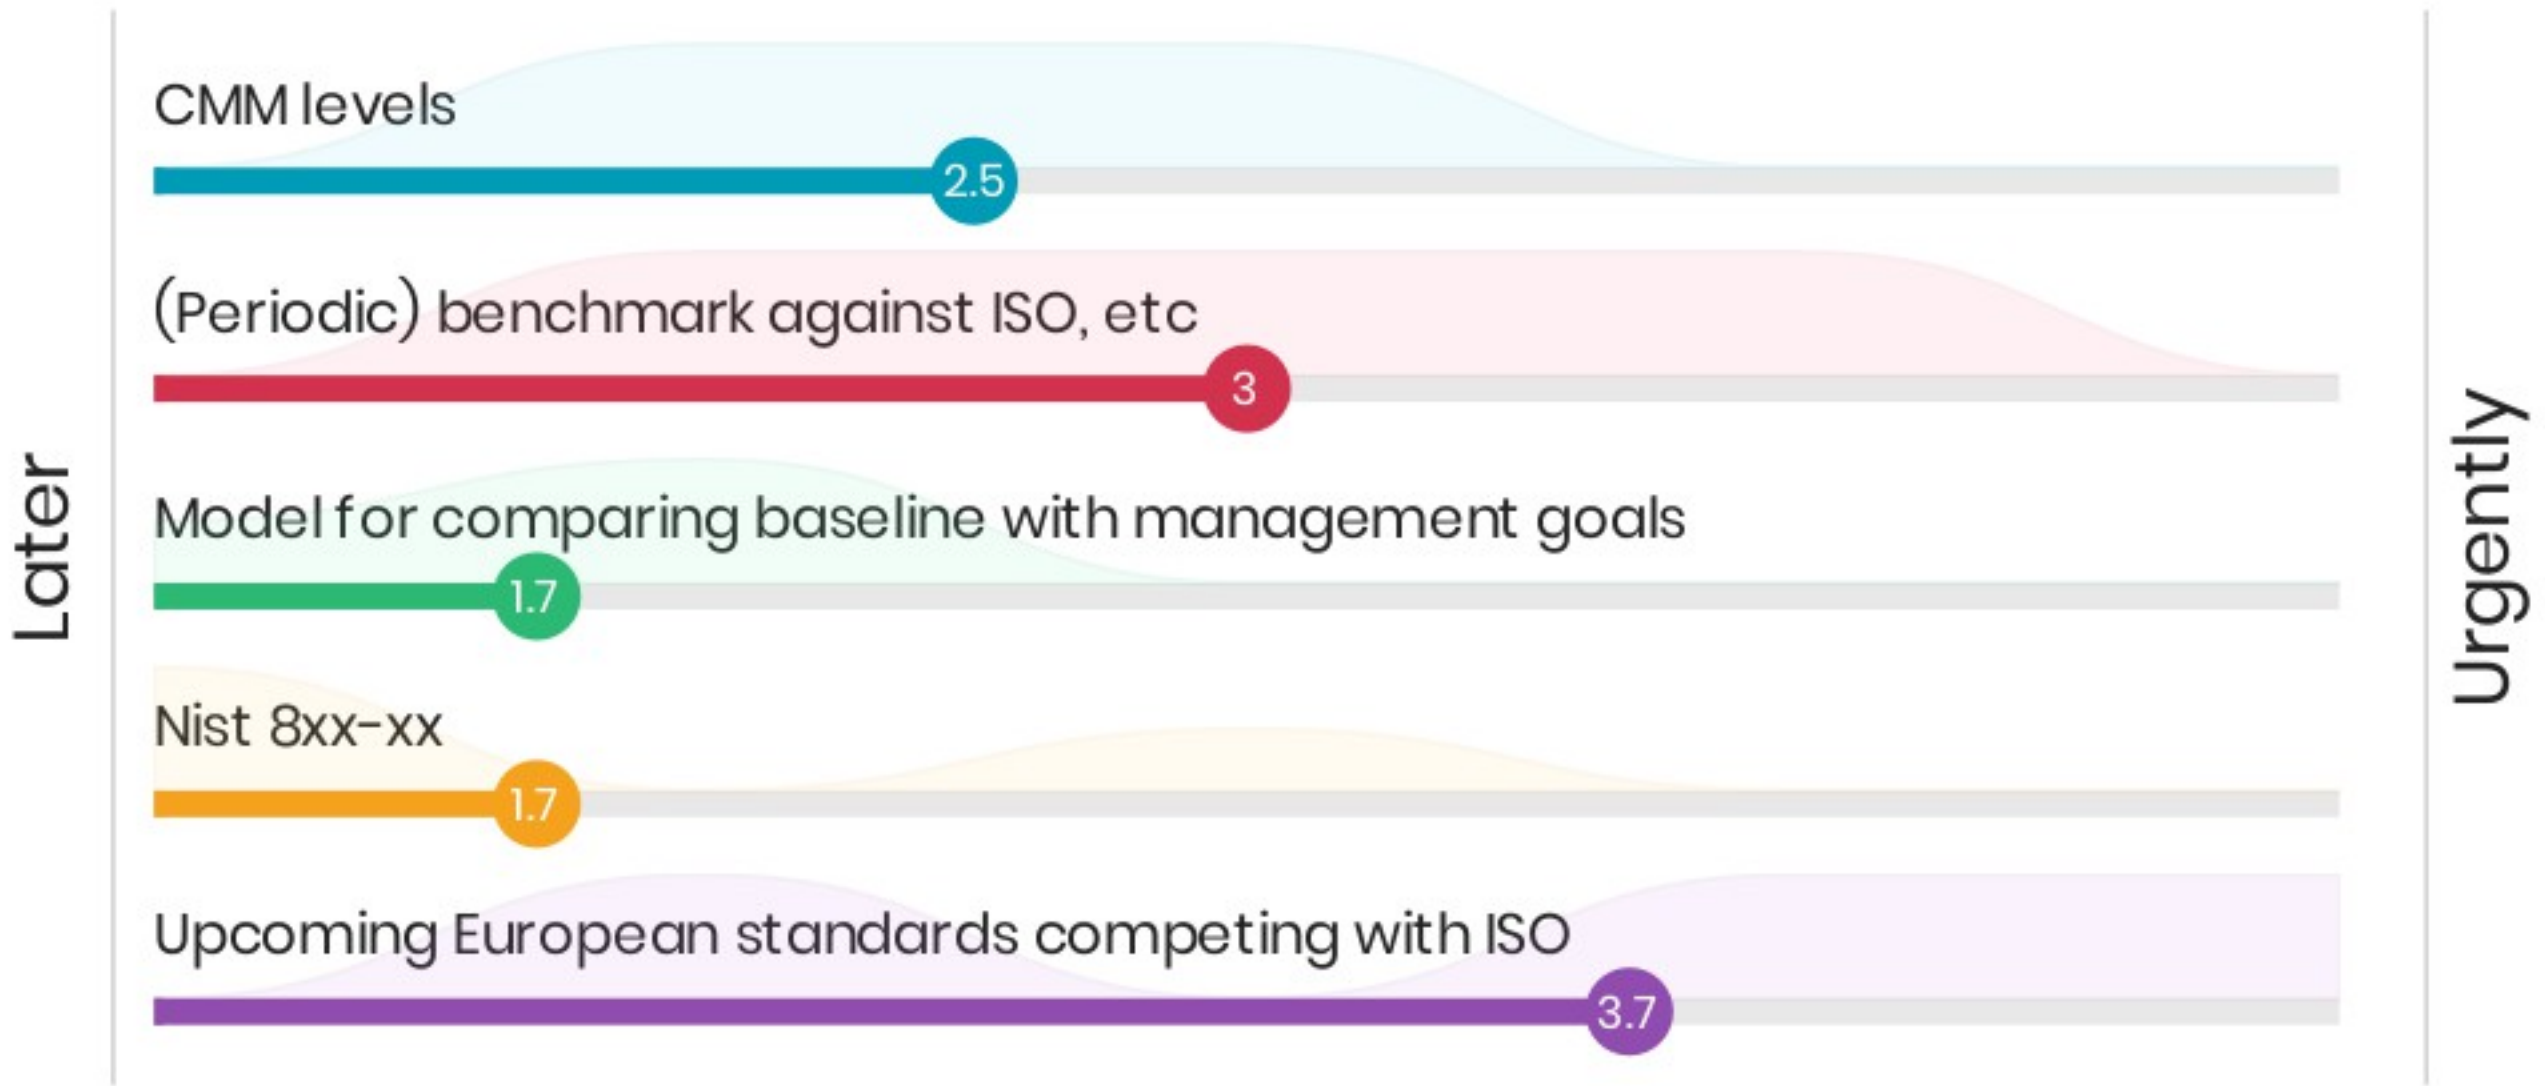 CMM levels
2.5
(Periodic) benchmark against ISO, etc
3
Model for comparing baseline with management goals
1.7
Nist 8xx-xx
1.7
Upcoming European standards competing with ISO
3.7
Later
Urgently